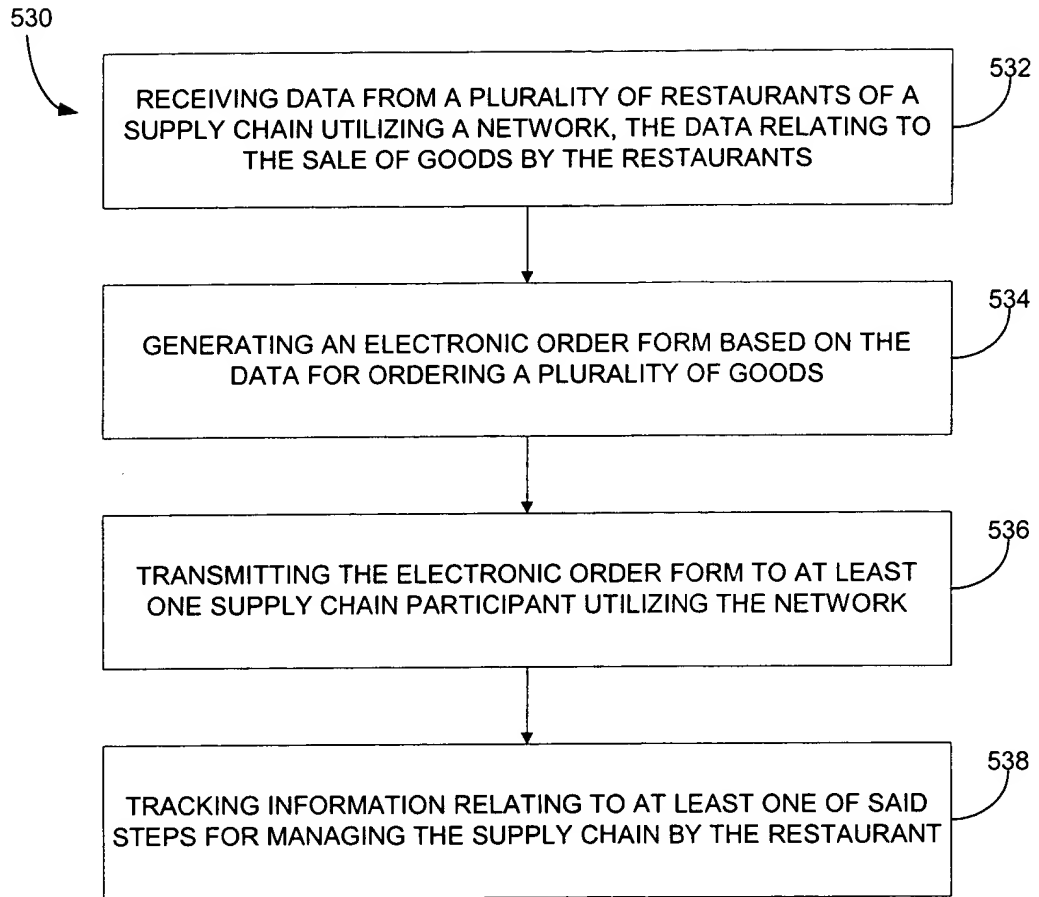 530
532
RECEIVING DATA FROM A PLURALITY OF RESTAURANTS OF A
SUPPLY CHAIN UTILIZING A NETWORK, THE DATA RELATING TO
THE SALE OF GOODS BY THE RESTAURANTS
534
GENERATING AN ELECTRONIC ORDER FORM BASED ON THE
DATA FOR ORDERING A PLURALITY OF GOODS
536
TRANSMITTING THE ELECTRONIC ORDER FORM TO AT LEAST
ONE SUPPLY CHAIN PARTICIPANT UTILIZING THE NETWORK
538
TRACKING INFORMATION RELATING TO AT LEAST ONE OF SAID
STEPS FOR MANAGING THE SUPPLY CHAIN BY THE RESTAURANT